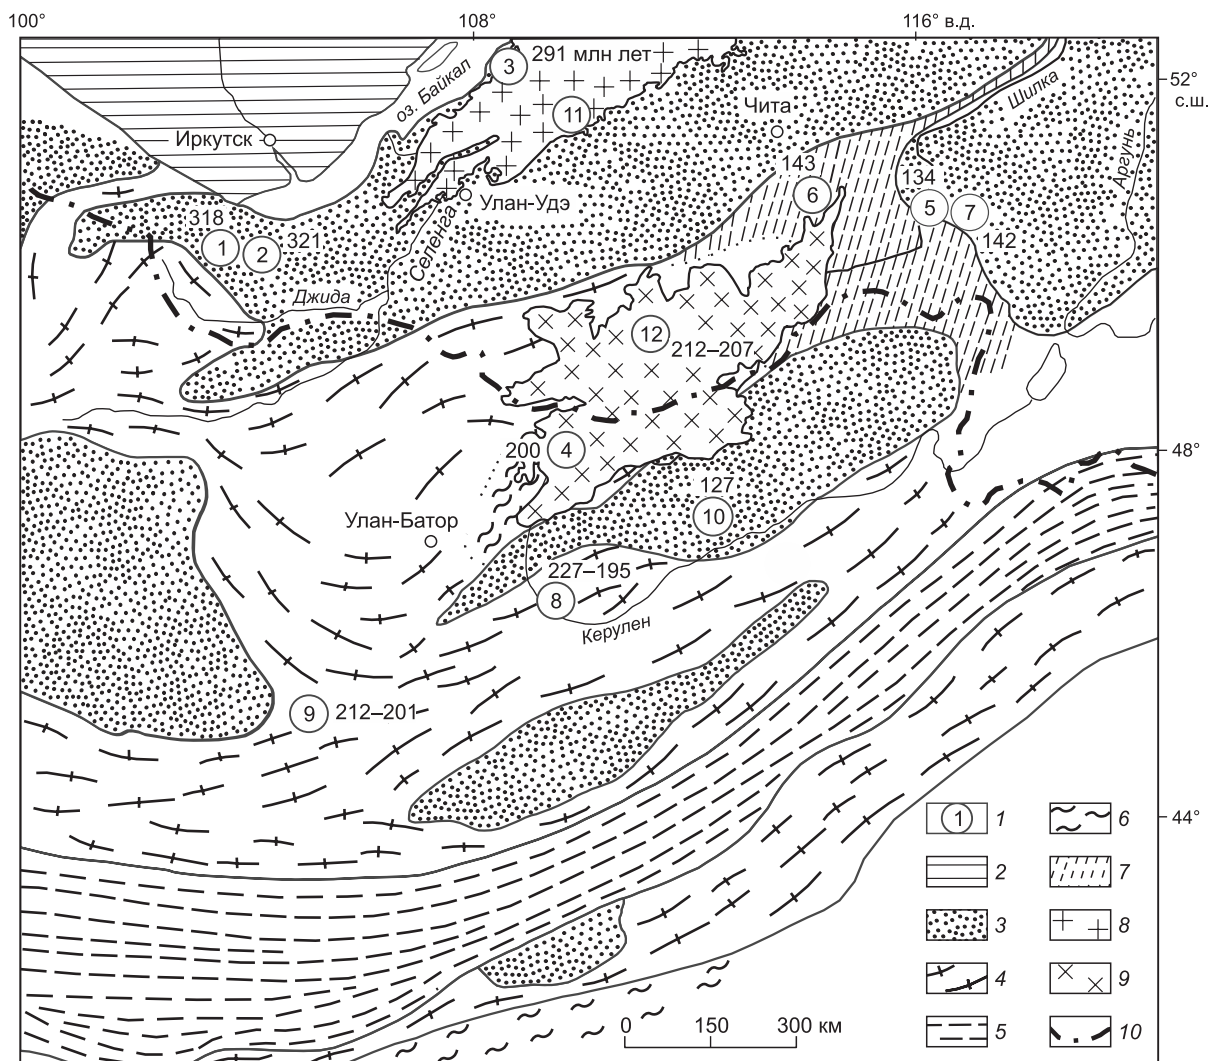 100°
108°
116° в.д.
52°
с.ш.
48°
44°
оз. Байкал
3
291 млн лет
11
Чита
Шилка
Аргунь
Иркутск
Улан-Удэ
Селенга
143
6
134
5
7
142
318
1
2
321
Джида
12
212–207
200
4
127
10
Улан-Батор
227–195
8
Керулен
9
212–201
1
1
2
3
4
5
6
7
8
9
10
0
150
300 км